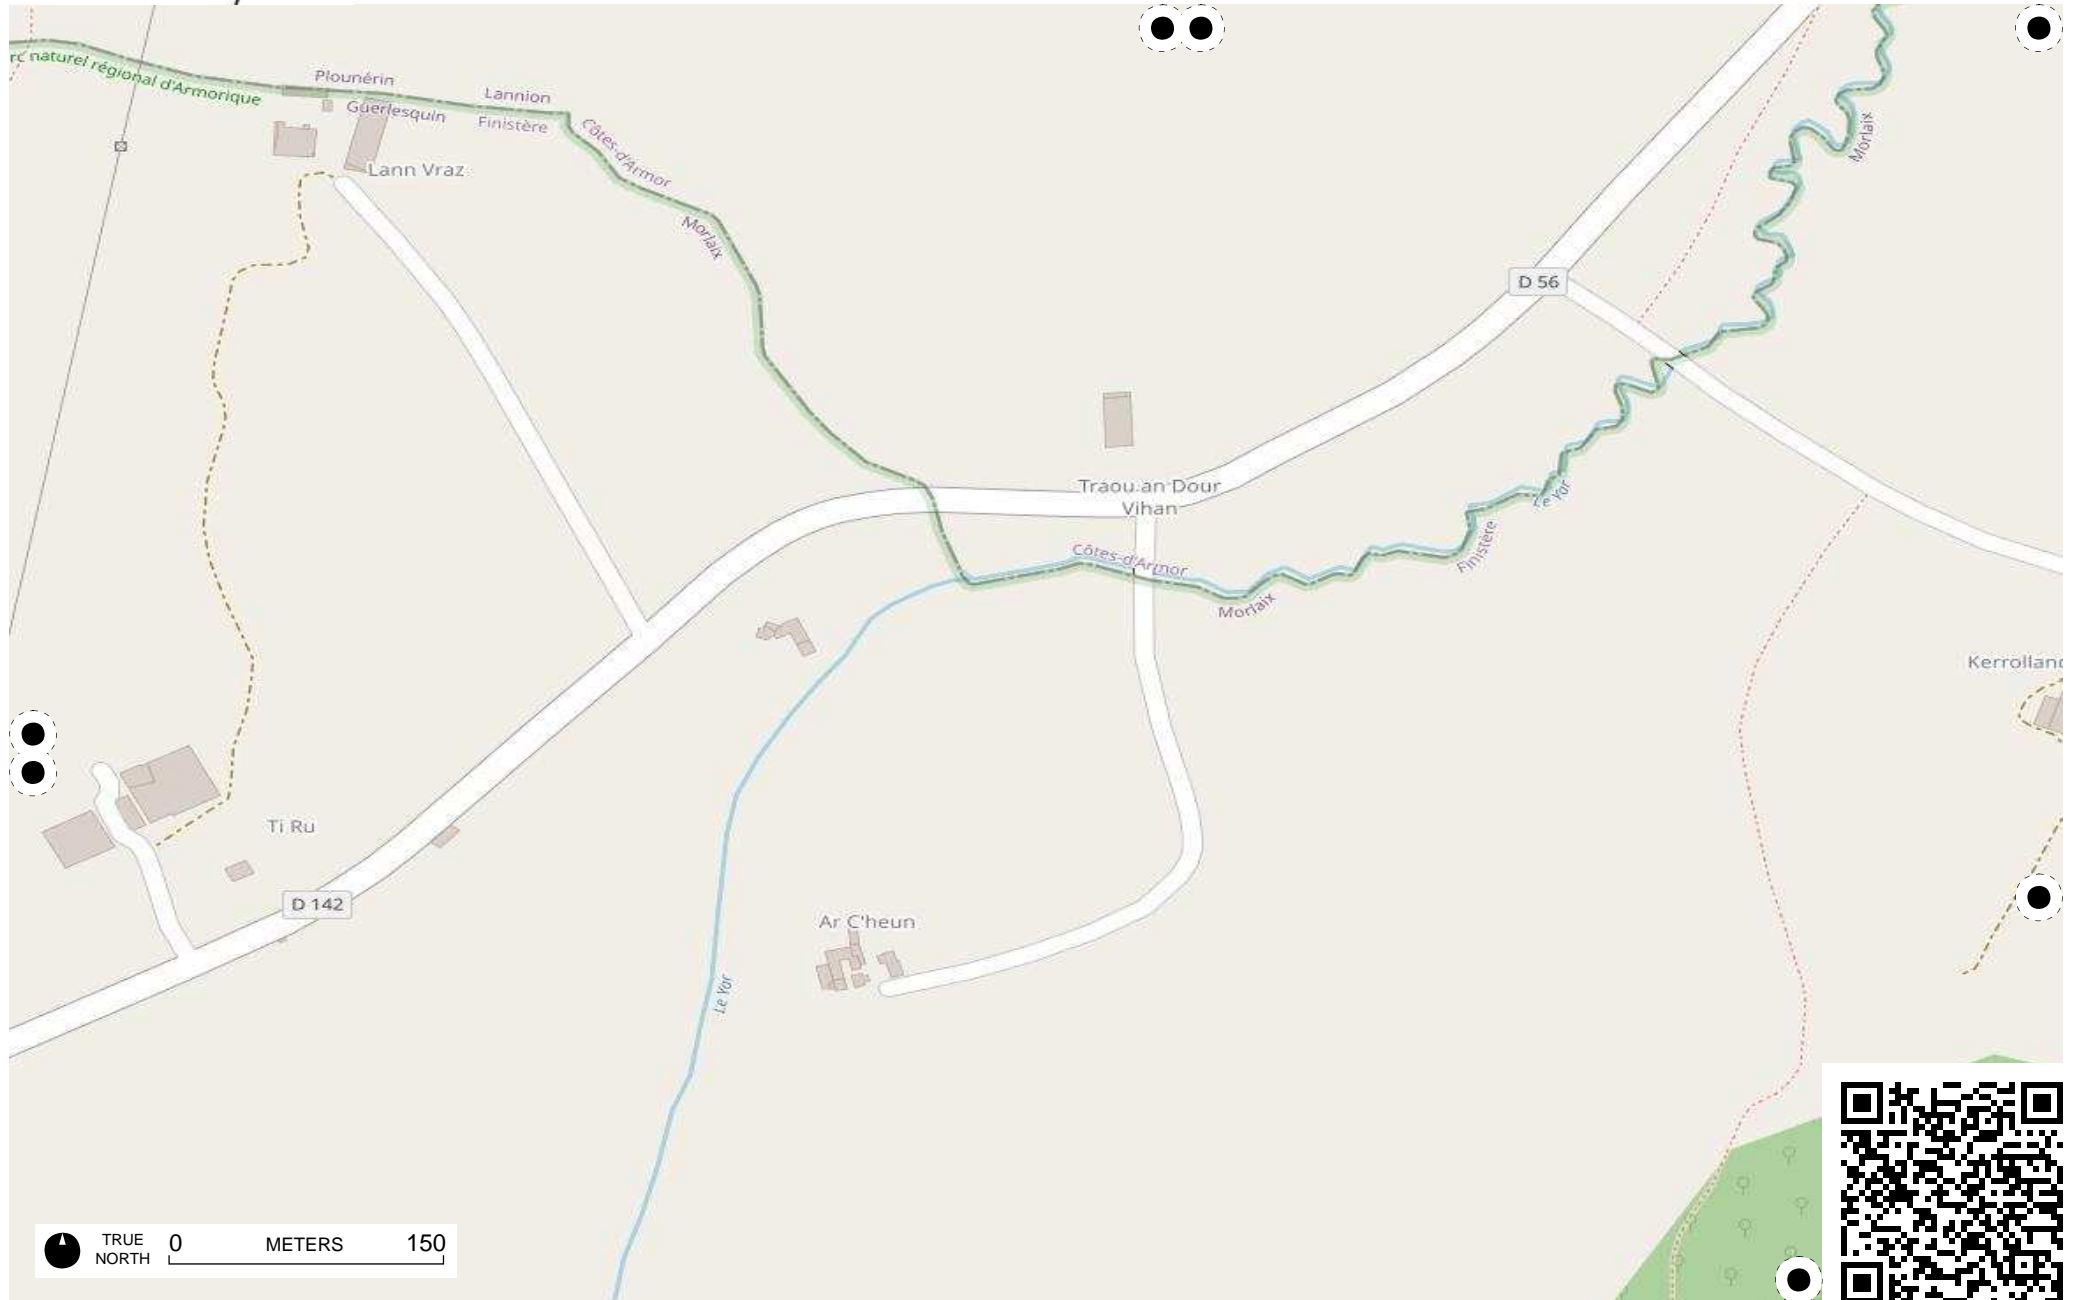 rc naturel régional d'Armorique
Plounérin
Guerlesquin
Lannion
Finistère
Côtes-d'Armor
Morlaix
Lann Vraz
Morlaix
D 56
Traou an Dour
Vihan
Le Yar
Finistère
Côtes-d'Armor
Morlaix
Kerrolland
Ti Ru
D 142
Ar C'heun
Le Yar
TRUE
NORTH
0 METERS 150